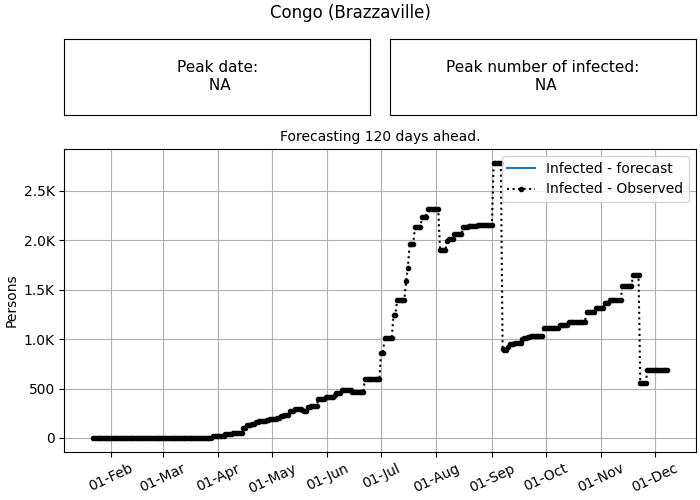 Congo (Brazzaville)
Peak date:
NA
Peak number of infected:
NA
Forecasting 120 days ahead.
Infected - forecast
Infected - Observed
Persons
2.5K
2.0K
1.5K
1.0K
500
0
01-Feb
01-Mar
01-Apr
01-May
01-Jun
01-Jul
01-Aug
01-Sep
01-Oct
01-Nov
01-Dec